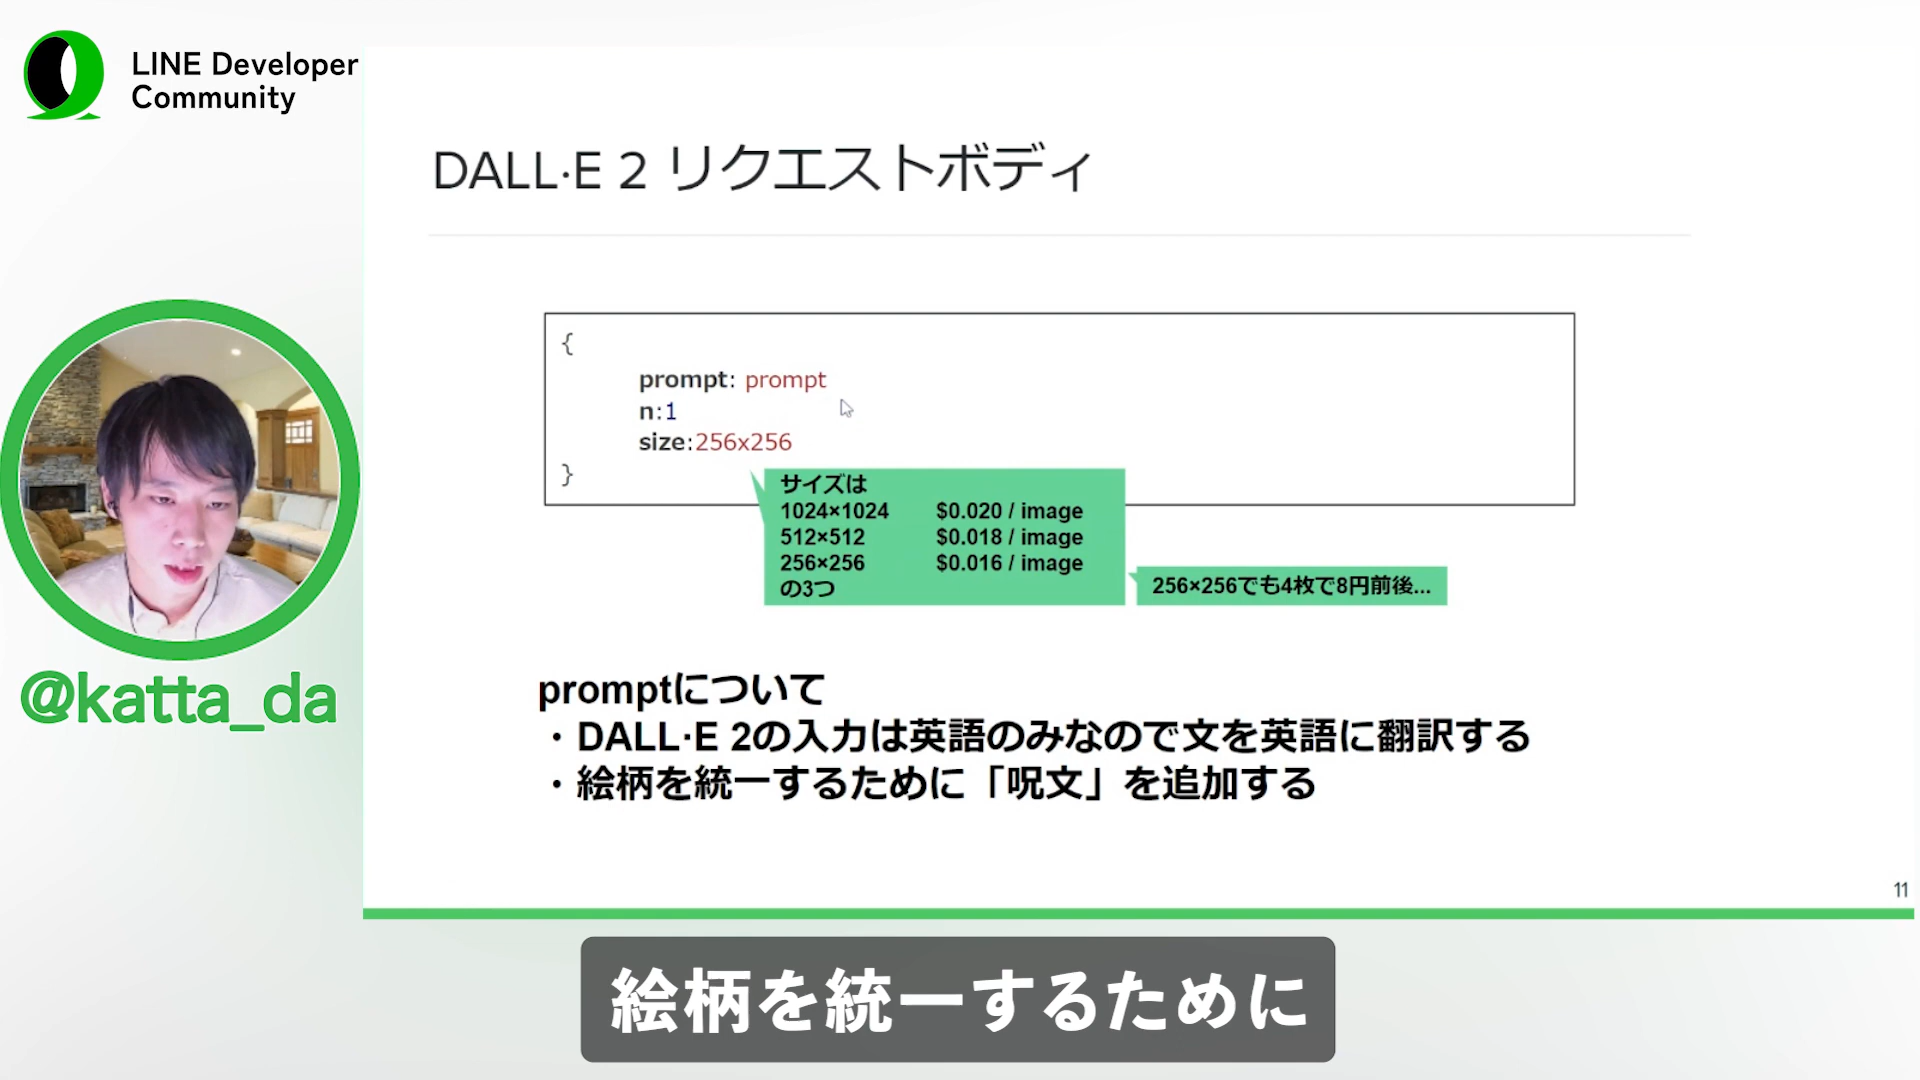 LINE Developer
Community
DALL·E 2 リクエストボディ
{
prompt: prompt
n:1
size:256x256
}
サイズは
1024×1024 $0.020 / image
512×512 $0.018 / image
256×256 $0.016 / image
の3つ
256×256でも4枚で8円前後...
promptについて
・DALL·E 2の入力は英語のみなので文を英語に翻訳する
・絵柄を統一するために「呪文」を追加する
@katta_da
11
絵柄を統一するために